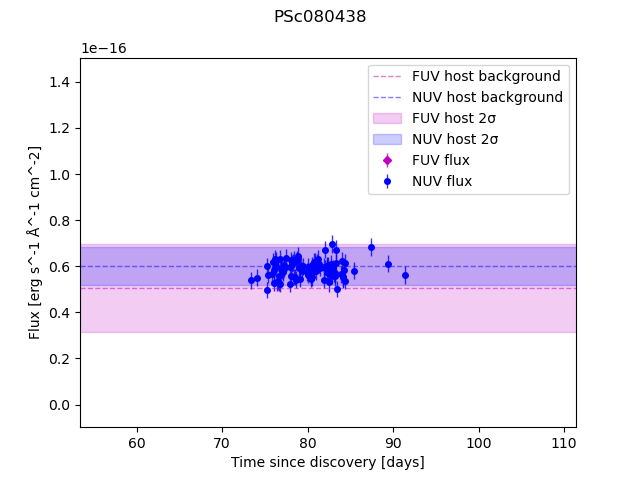 PSc080438
1e−16
FUV host background
NUV host background
FUV host 2σ
NUV host 2σ
FUV flux
NUV flux
Flux [erg s^-1 Å^-1 cm^-2]
1.4
1.2
1.0
0.8
0.6
0.4
0.2
0.0
60 70 80 90 100 110
Time since discovery [days]